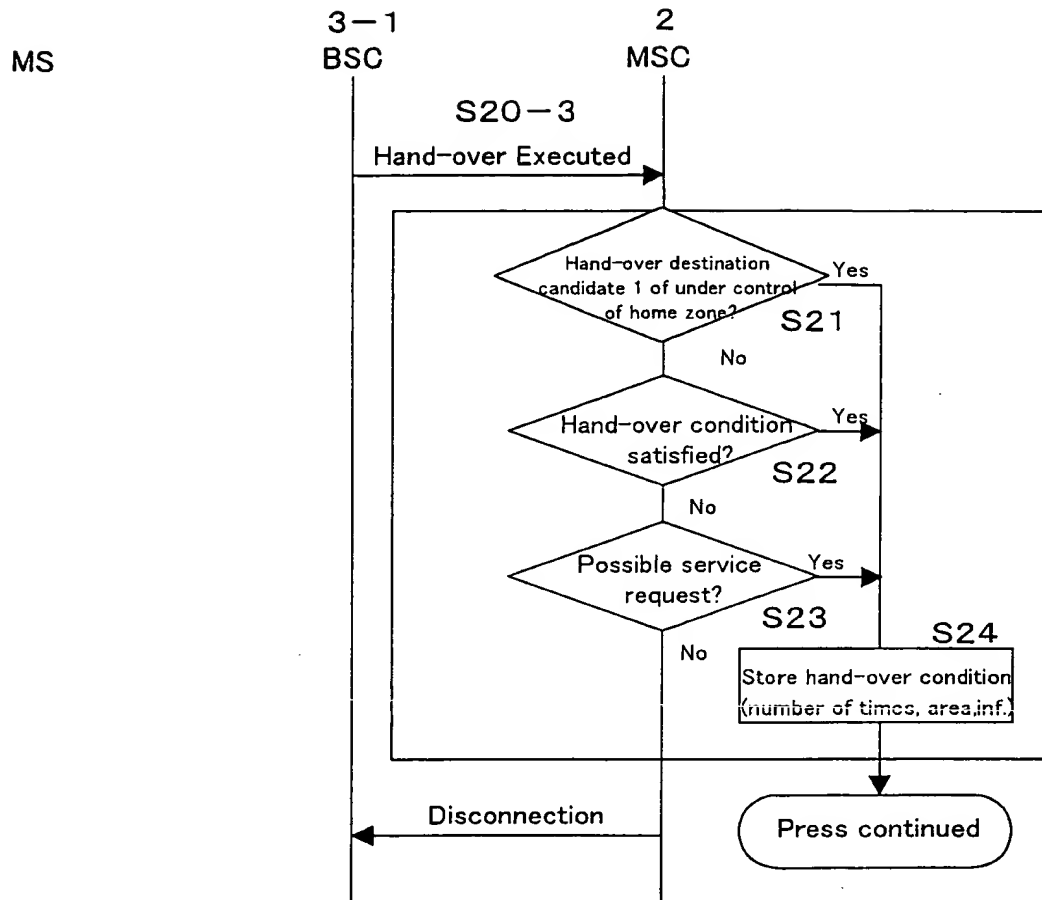 3-1
2
MS
BSC
MSC
S20-3
Hand-over Executed
Hand-over destination
candidate 1 of under control
of home zone?
Yes
S21
No
Hand-over condition
satisfied?
Yes
S22
No
Possible service
request?
Yes
S23
No
S24
Store hand-over condition
(number of times, area,inf.)
Disconnection
Press continued